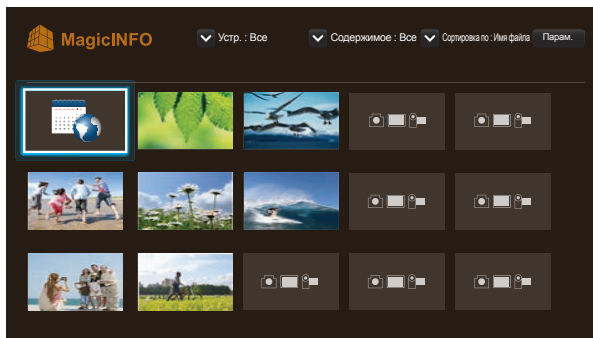 MagicINFO
Устр. : Все
Содержимое : Все
Сортировка по : Имя файла
Парам.